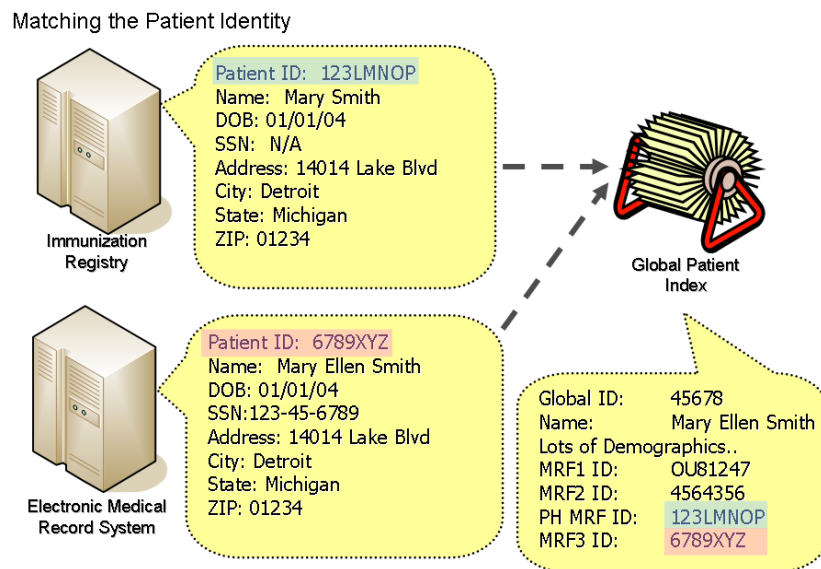 Matching the Patient Identity
Patient ID: 123LMNOP
Name: Mary Smith
DOB: 01/01/04
SSN: N/A
Address: 14014 Lake Blvd
City: Detroit
State: Michigan
ZIP: 01234
Immunization
Registry
Global Patient
Index
Patient ID: 6789XYZ
Name: Mary Ellen Smith
DOB: 01/01/04
SSN:123-45-6789
Address: 14014 Lake Blvd
City: Detroit
State: Michigan
ZIP: 01234
Electronic Medical
Record System
Global ID: 45678
Name: Mary Ellen Smith
Lots of Demographics..
MRF1 ID: OU81247
MRF2 ID: 4564356
PH MRF ID: 123LMNOP
MRF3 ID: 6789XYZ